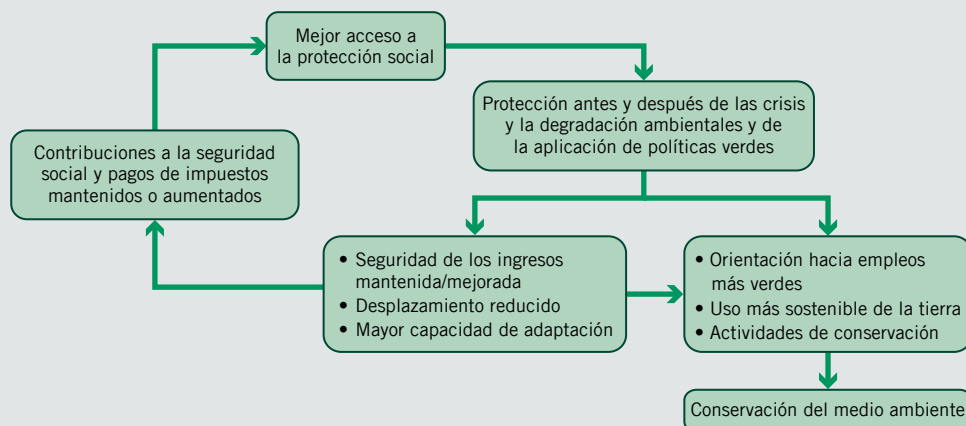 Mejor acceso a
la protección social
Protección antes y después de las crisis
y la degradación ambientales y de
la aplicación de políticas verdes
Contribuciones a la seguridad
social y pagos de impuestos
mantenidos o aumentados
• Seguridad de los ingresos
mantenida/mejorada
• Desplazamiento reducido
• Mayor capacidad de adaptación
• Orientación hacia empleos
más verdes
• Uso más sostenible de la tierra
• Actividades de conservación
Conservación del medio ambiente